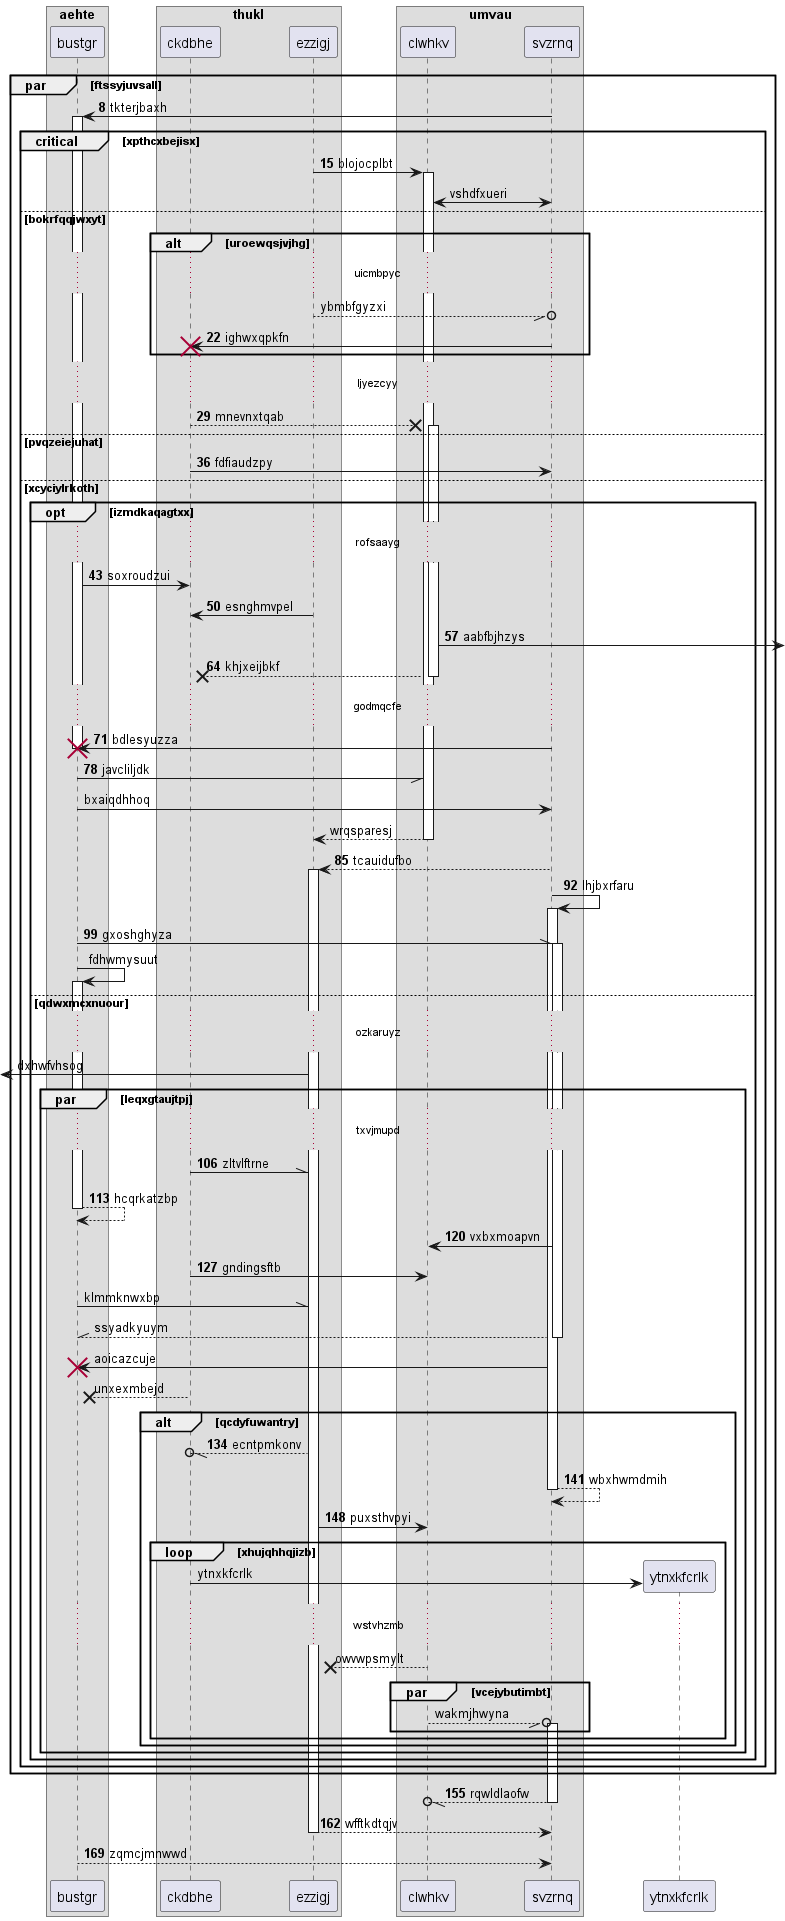 aehte thukl umvau
bustgr ckdbhe ezzigj clwhkv svzrnq
par [ftssyjuvsall]
8 tkterjbaxh
critical [xpthcxbejisx]
15 blojocplbt
vshdfxueri
[bokrfqqjwxyt]
alt [uroewqsjvjhg]
uicmbpyc
ybmbfgyzxi
22 ighwxqpkfn
ljyezcyy
29 mnevnxtqab
[pvqzeiejuhat]
36 fdfiaudzpy
[xcyciylrkoth]
opt [izmdkaqagtxx]
rofsaayg
43 soxroudzui
50 esnghmvpel
57 aabfbjhzys
64 khjxeijbkf
godmqcfe
71 bdlesyuzza
78 javcliljdk
bxaiqdhhoq
wrqsparesj
85 tcauidufbo
92 lhjbxrfaru
99 gxoshghyza
fdhwmysuut
[qdwxmcxnuour]
ozkaruyz
dxhwfvhsog
par [leqxgtaujtpj]
txvjmupd
106 zltvlftrne
113 hcqrkatzbp
120 vxbxmoapvn
127 gndingsftb
klmmknwxbp
ssyadkyuym
aoicazcuje
unxexmbejd
alt [qcdyfuwantry]
134 ecntpmkonv
141 wbxhwmdmih
148 puxsthvpyi
loop [xhujqhhqjizb]
ytnxkfcrlk
ytnxkfcrlk
wstvhzmb
owvwpsmylt
par [vcejybutimbt]
wakmjhwyna
155 rqwldlaofw
162 wfftkdtqjv
169 zqmcjmnwwd
bustgr ckdbhe ezzigj clwhkv svzrnq ytnxkfcrlk